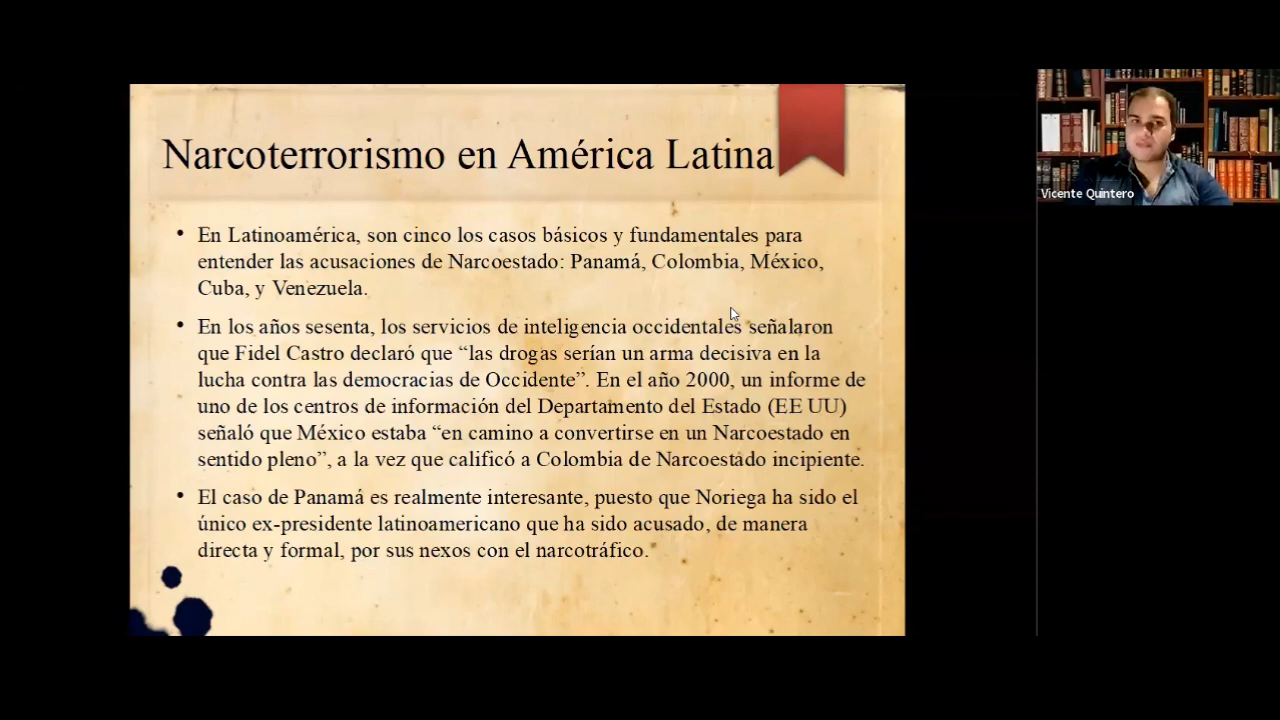 Narcoterrorismo en América Latina
• En Latinoamérica, son cinco los casos básicos y fundamentales para
entender las acusaciones de Narcoestado: Panamá, Colombia, México,
Cuba, y Venezuela.
• En los años sesenta, los servicios de inteligencia occidentales señalaron
que Fidel Castro declaró que “las drogas serían un arma decisiva en la
lucha contra las democracias de Occidente”. En el año 2000, un informe de
uno de los centros de información del Departamento del Estado (EE UU)
señaló que México estaba “en camino a convertirse en un Narcoestado en
sentido pleno”, a la vez que calificó a Colombia de Narcoestado incipiente.
• El caso de Panamá es realmente interesante, puesto que Noriega ha sido el
único ex-presidente latinoamericano que ha sido acusado, de manera
directa y formal, por sus nexos con el narcotráfico.
Vicente Quintero